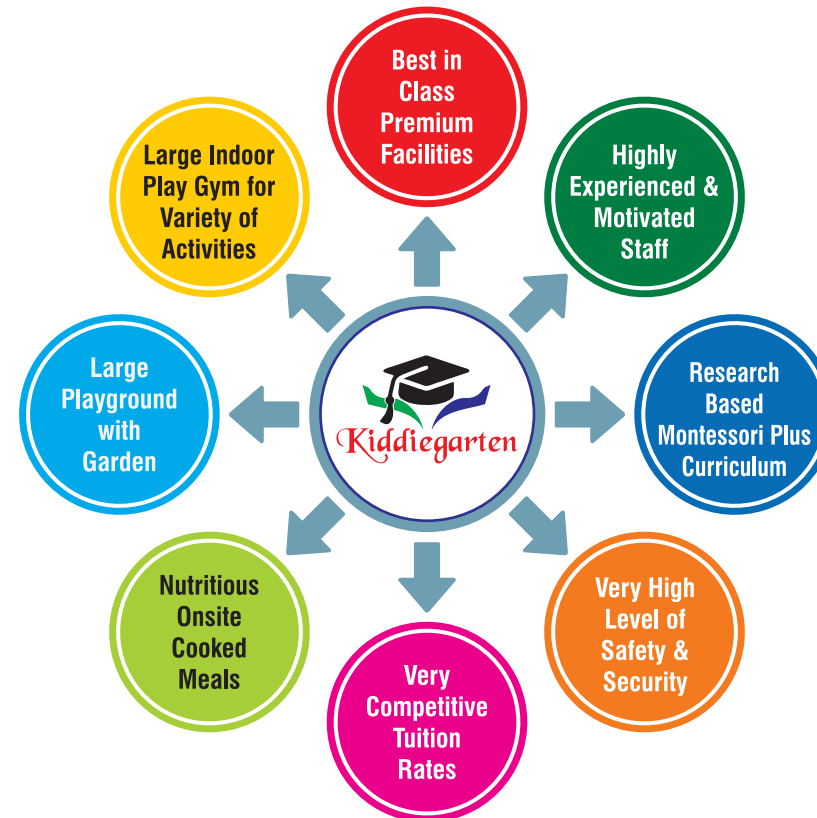 Best in
Class
Premium
Facilities
Highly
Experienced &
Motivated
Staff
Research
Based
Montessori Plus
Curriculum
Very High
Level of
Safety &
Security
Very
Competitive
Tuition
Rates
Nutritious
Onsite
Cooked
Meals
Large
Playground
with
Garden
Large Indoor
Play Gym for
Variety of
Activities
Kiddiegarten